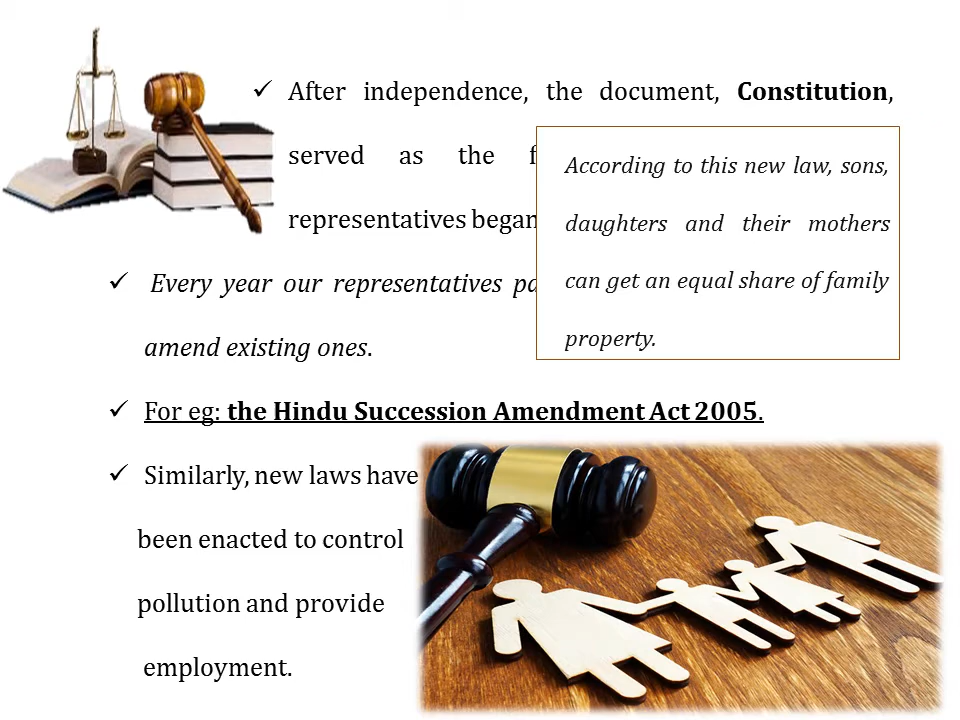 ✓ After independence, the document, Constitution,
served as the
representatives began
✓ Every year our representatives
amend existing ones.
✓ For eg: the Hindu Succession Amendment Act 2005.
✓ Similarly, new laws have
been enacted to control
pollution and provide
employment.
According to this new law, sons,
daughters and their mothers
can get an equal share of family
property.